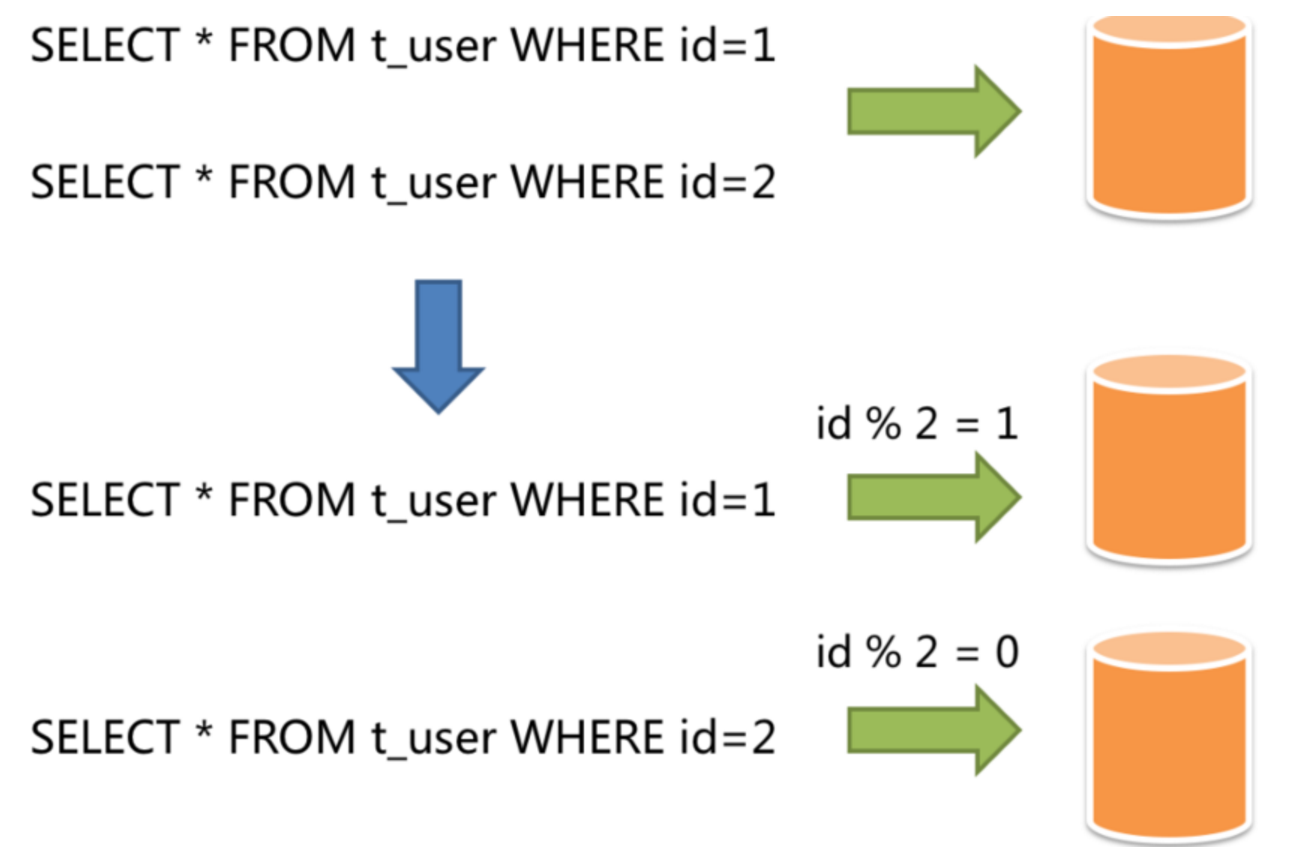 SELECT * FROM t_user WHERE id=1
SELECT * FROM t_user WHERE id=2
id % 2 = 1
SELECT * FROM t_user WHERE id=1
id % 2 = 0
SELECT * FROM t_user WHERE id=2